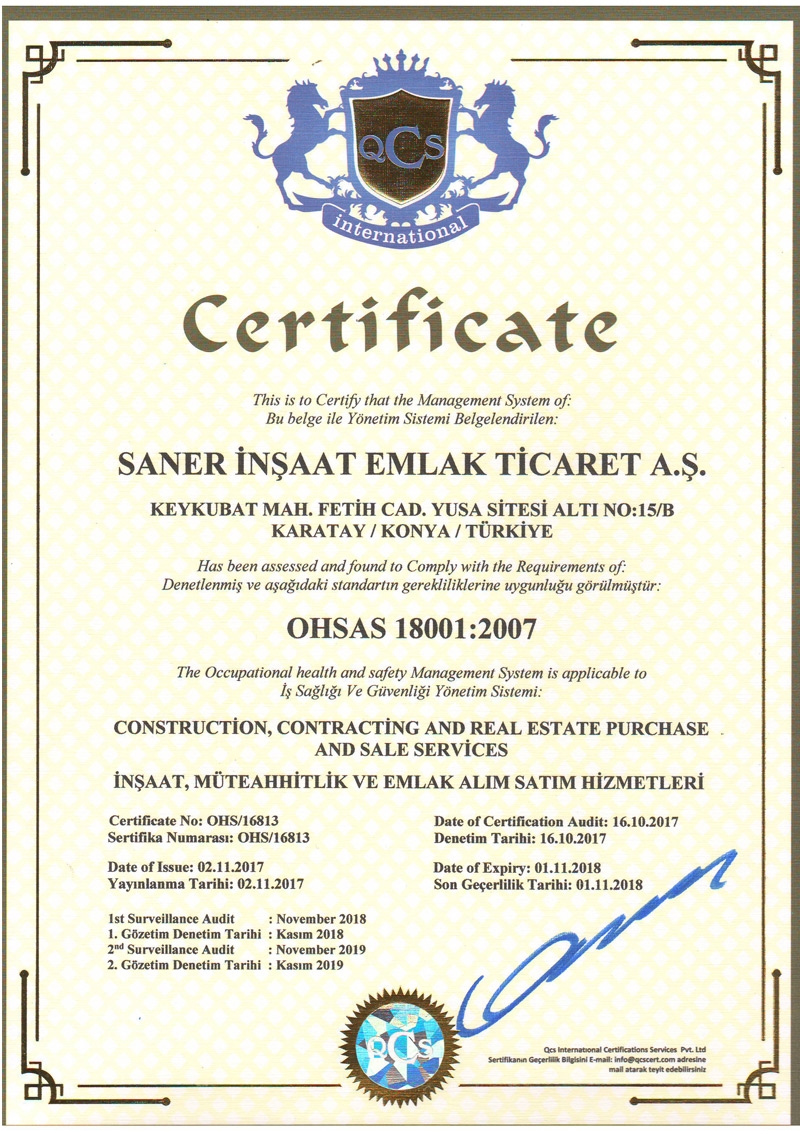 QCS
international
Certificate
This is to Certify that the Management System of:
Bu belge ile Yönetim Sistemi Belgelendirilen:
SANER İNŞAAT EMLAK TİCARET A.Ş.
KEYKUBAT MAH. FETİH CAD. YUSA SİTESİ ALTI NO:15/B
KARATAY / KONYA / TÜRKİYE
Has been assessed and found to Comply with the Requirements of:
Denetlenmiş ve aşağıdaki standartın gerekliliklerine uygunluğu görülmüştür:
OHSAS 18001:2007
The Occupational health and safety Management System is applicable to
İş Sağlığı Ve Güvenliği Yönetim Sistemi:
CONSTRUCTİON, CONTRACTİNG AND REAL ESTATE PURCHASE
AND SALE SERVICES
İNŞAAT, MÜTEAHHİTLİK VE EMLAK ALIM SATIM HİZMETLERİ
Certificate No: OHS/16813
Sertifika Numarası: OHS/16813
Date of Certification Audit: 16.10.2017
Denetim Tarihi: 16.10.2017
Date of Issue: 02.11.2017
Yayınlanma Tarihi: 02.11.2017
Date of Expiry: 01.11.2018
Son Geçerlilik Tarihi: 01.11.2018
1st Surveillance Audit : November 2018
1. Gözetim Denetim Tarihi : Kasım 2018
2nd Surveillance Audit : November 2019
2. Gözetim Denetim Tarihi : Kasım 2019
QCS
Qcs International Certifications Services Pvt. Ltd
Sertifikanın Geçerlilik Bilgisini E-mail: info@qcscert.com adresine
mail atarak teyit edebilirsiniz